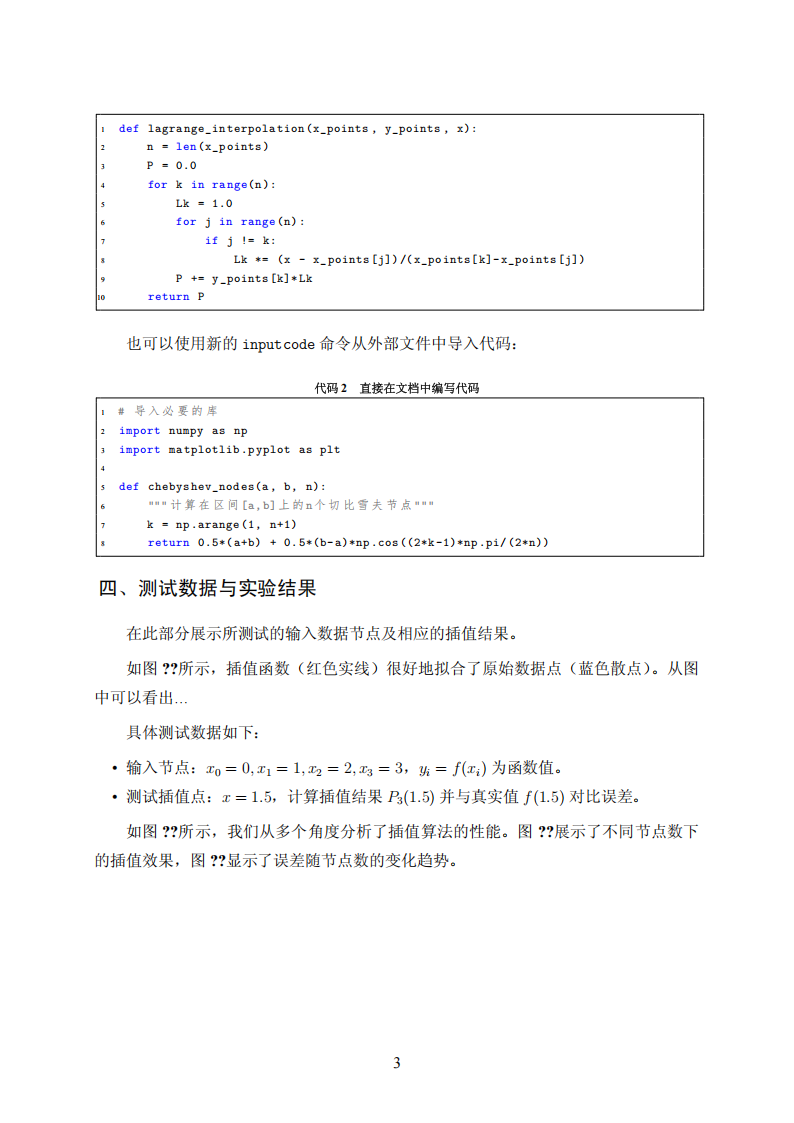 1 def lagrange_interpolation(x_points, y_points, x):
2     n = len(x_points)
3     P = 0.0
4     for k in range(n):
5         Lk = 1.0
6         for j in range(n):
7             if j != k:
8                 Lk *= (x - x_points[j])/(x_points[k]-x_points[j])
9         P += y_points[k]*Lk
10     return P
也可以使用新的 inputcode 命令从外部文件中导入代码：
代码 2 直接在文档中编写代码
1 # 导入必要的库
2 import numpy as np
3 import matplotlib.pyplot as plt
4
5 def chebyshev_nodes(a, b, n):
6     """计算在区间[a,b]上的n个切比雪夫节点"""
7     k = np.arange(1, n+1)
8     return 0.5*(a+b) + 0.5*(b-a)*np.cos((2*k-1)*np.pi/(2*n))
四、测试数据与实验结果
在此部分展示所测试的输入数据节点及相应的插值结果。
如图 ??所示，插值函数（红色实线）很好地拟合了原始数据点（蓝色散点）。从图
中可以看出...
具体测试数据如下：
• 输入节点：x₀ = 0, x₁ = 1, x₂ = 2, x₃ = 3，yᵢ = f(xᵢ) 为函数值。
• 测试插值点：x = 1.5，计算插值结果 P₃(1.5) 并与真实值 f(1.5) 对比误差。
如图 ??所示，我们从多个角度分析了插值算法的性能。图 ??展示了不同节点数下
的插值效果，图 ??显示了误差随节点数的变化趋势。
3